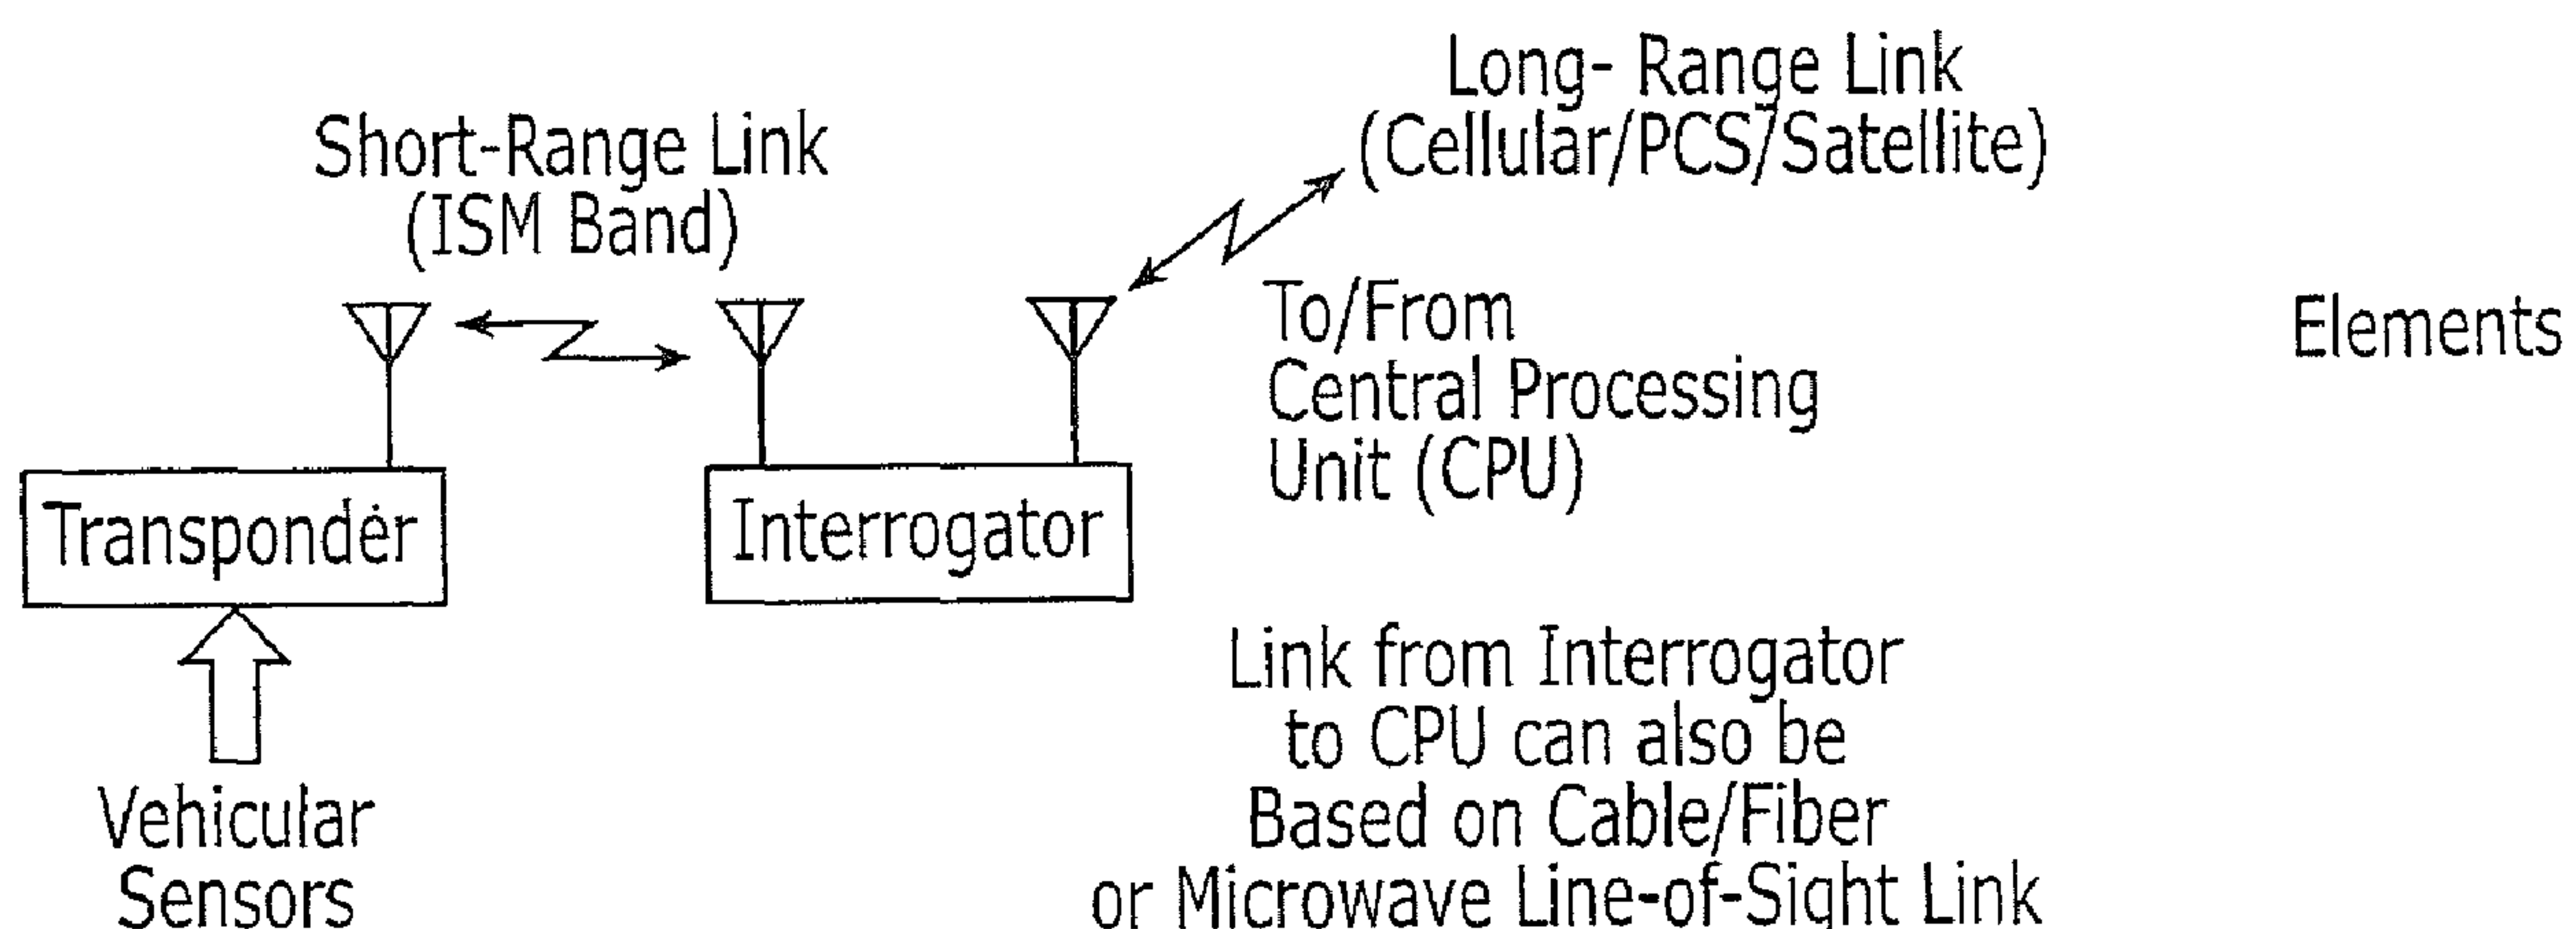 Short-Range Link
(ISM Band)
Long- Range Link
(Cellular/PCS/Satellite)
To/From
Central Processing
Unit (CPU)
Elements
Transponder
Interrogator
Vehicular
Sensors
Link from Interrogator
to CPU can also be
Based on Cable/Fiber
or Microwave Line-of-Sight Link